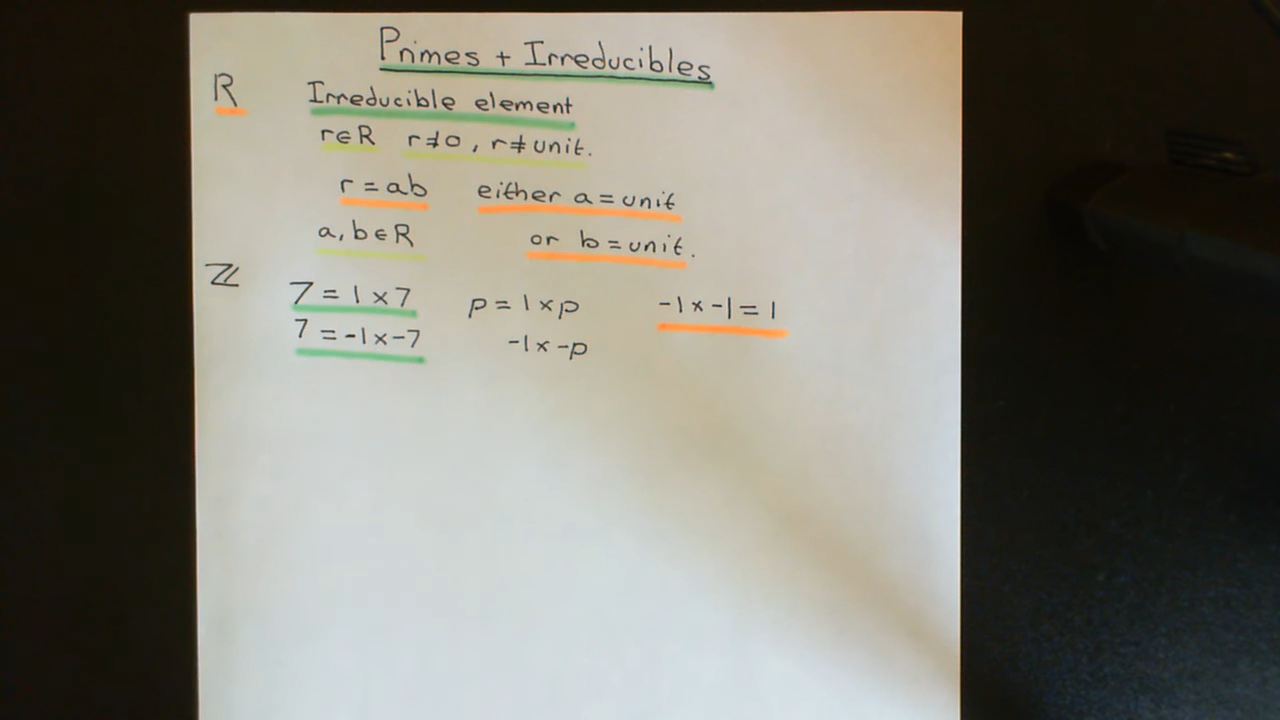 Primes + Irreducibles
R Irreducible element
r∈R r≠0, r≠unit.
r = ab either a = unit
a, b ∈ R or b = unit.
ℤ
7 = 1 × 7 p = 1 × p -1 × -1 = 1
7 = -1 × -7 -1 × -p